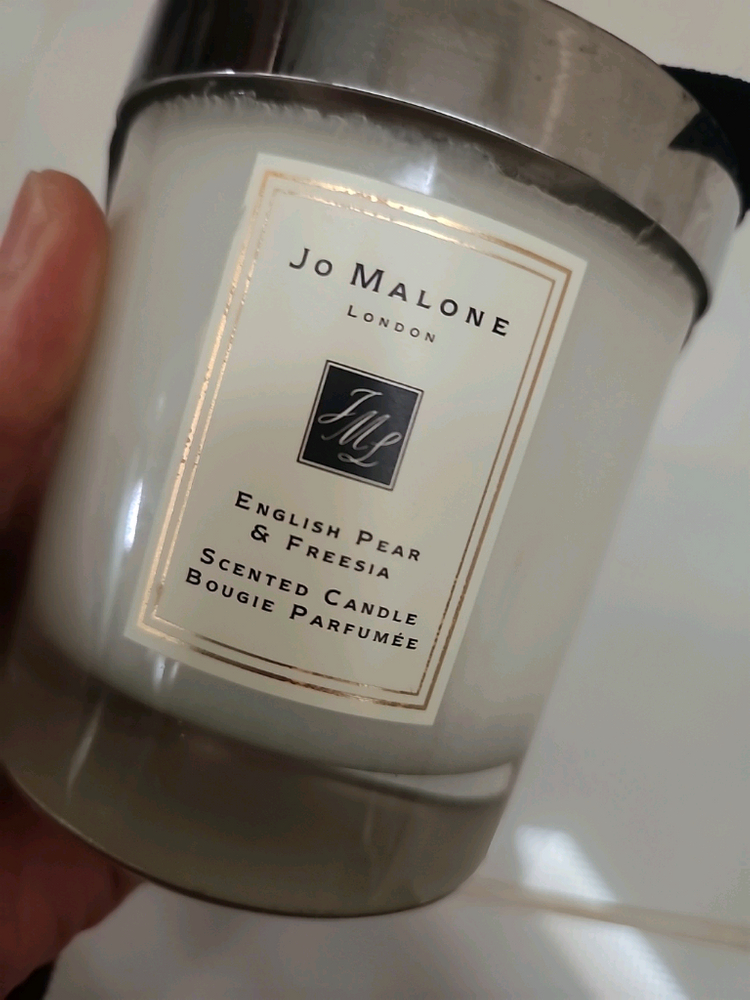 Jo Malone
London
JML
English Pear
& Freesia
Scented Candle
Bougie Parfumée